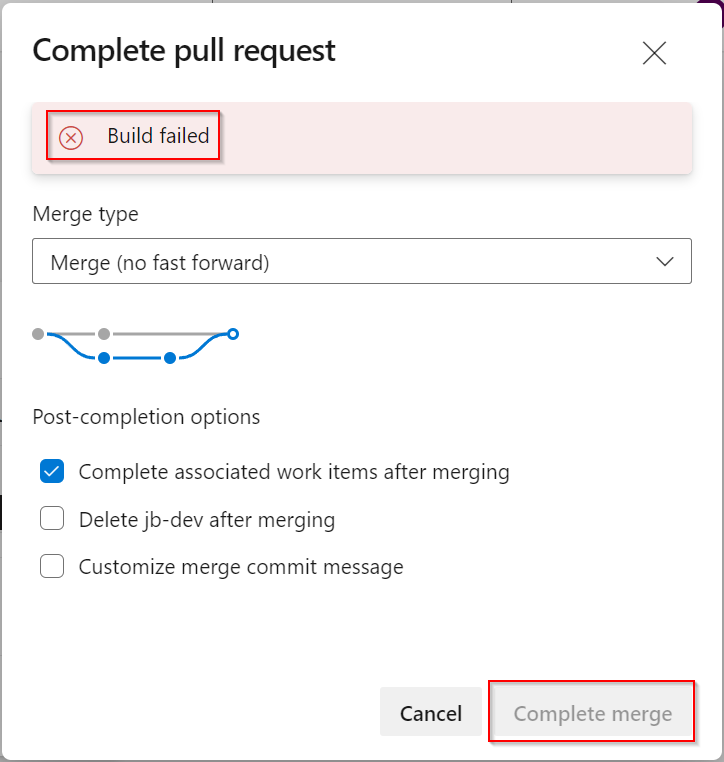 Complete pull request
Build failed
Merge type
Merge (no fast forward)
Post-completion options
Complete associated work items after merging
Delete jb-dev after merging
Customize merge commit message
Cancel
Complete merge